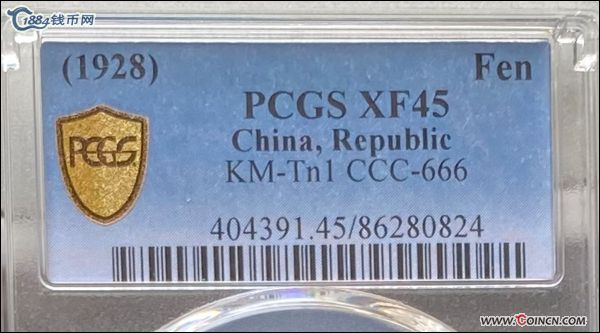 1884钱币网
(1928) Fen
PCGS XF45
PCGS
China, Republic
KM-Tn1 CCC-666
404391.45/86280824
www.COINCN.com